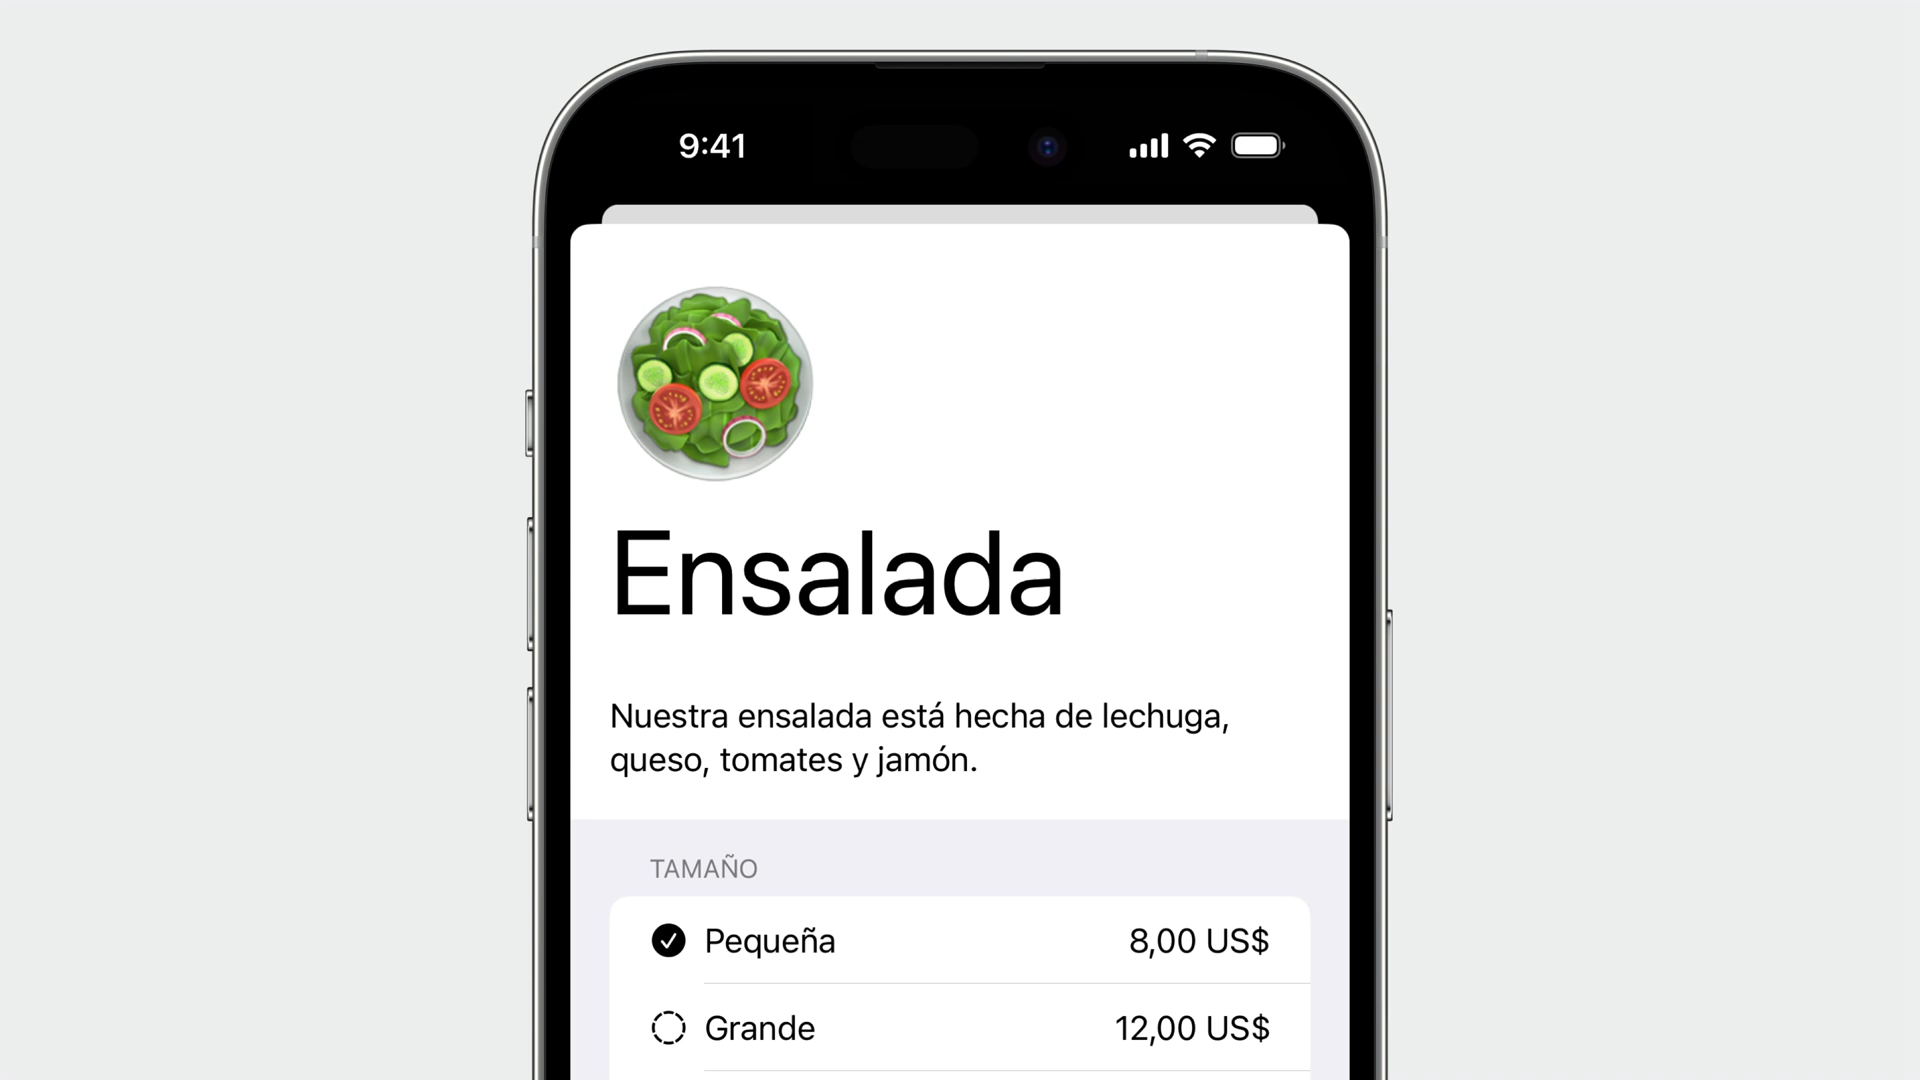 9:41
Ensalada
Nuestra ensalada está hecha de lechuga,
queso, tomates y jamón.
TAMAÑO
Pequeña 8,00 US$
Grande 12,00 US$